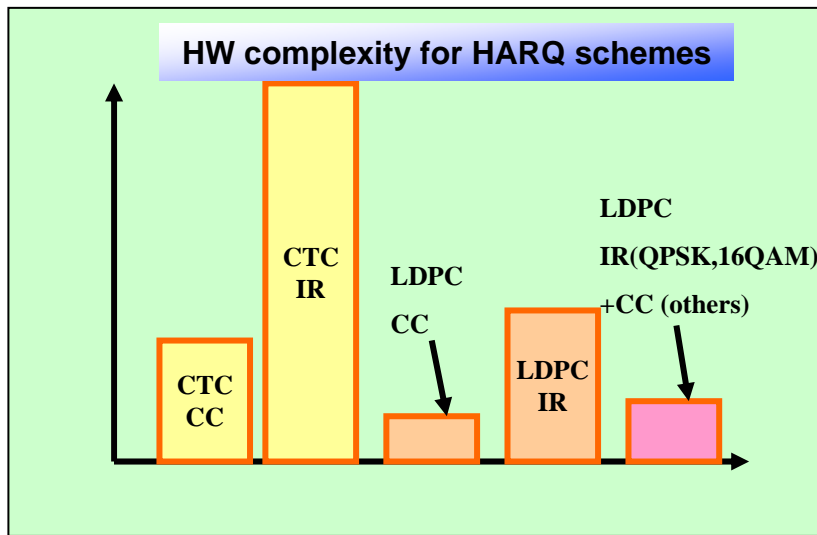 HW complexity for HARQ schemes
CTC
CC
CTC
IR
LDPC
CC
LDPC
IR
LDPC
IR(QPSK,16QAM)
+CC (others)